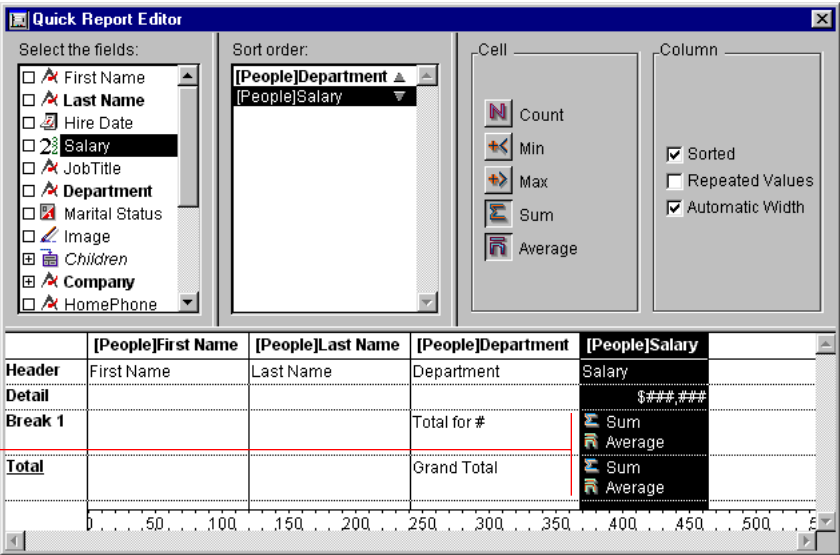 Quick Report Editor
Select the fields:
First Name
Last Name
Hire Date
Salary
JobTitle
Department
Marital Status
Image
Children
Company
HomePhone
Sort order:
[People]Department
[People]Salary
Cell
Count
Min
Max
Sum
Average
Column
Sorted
Repeated Values
Automatic Width
[People]First Name [People]Last Name [People]Department [People]Salary
Header First Name Last Name Department Salary
Detail $###,###
Break 1 Total for # Sum
Average
Total Grand Total Sum
Average
0 50 100 150 200 250 300 350 400 450 500